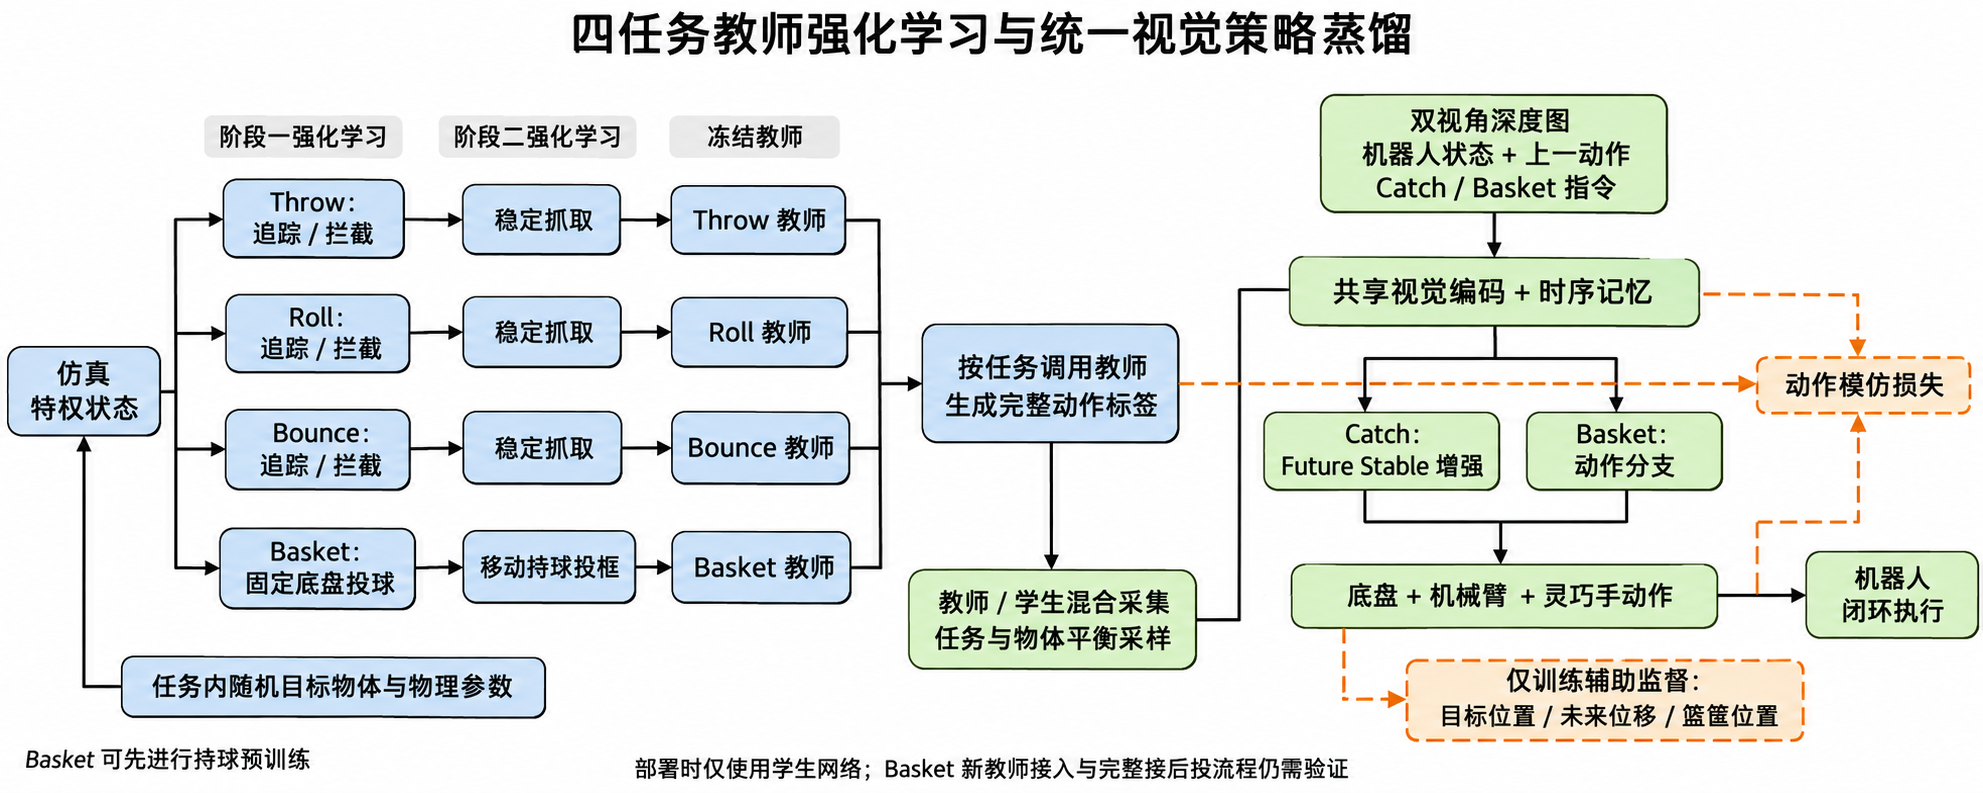 四任务教师强化学习与统一视觉策略蒸馏
阶段一强化学习
阶段二强化学习
冻结教师
Throw:
追踪 / 拦截
稳定抓取
Throw 教师
Roll:
追踪 / 拦截
稳定抓取
Roll 教师
Bounce:
追踪 / 拦截
稳定抓取
Bounce 教师
Basket:
固定底盘投球
移动持球投框
Basket 教师
仿真
特权状态
任务内随机目标物体与物理参数
Basket 可先进行持球预训练
按任务调用教师
生成完整动作标签
教师 / 学生混合采集
任务与物体平衡采样
双视角深度图
机器人状态 + 上一动作
Catch / Basket 指令
共享视觉编码 + 时序记忆
动作模仿损失
Catch:
Future Stable 增强
Basket:
动作分支
底盘 + 机械臂 + 灵巧手动作
机器人
闭环执行
仅训练辅助监督:
目标位置 / 未来位移 / 篮筐位置
部署时仅使用学生网络；Basket 新教师接入与完整接后投流程仍需验证